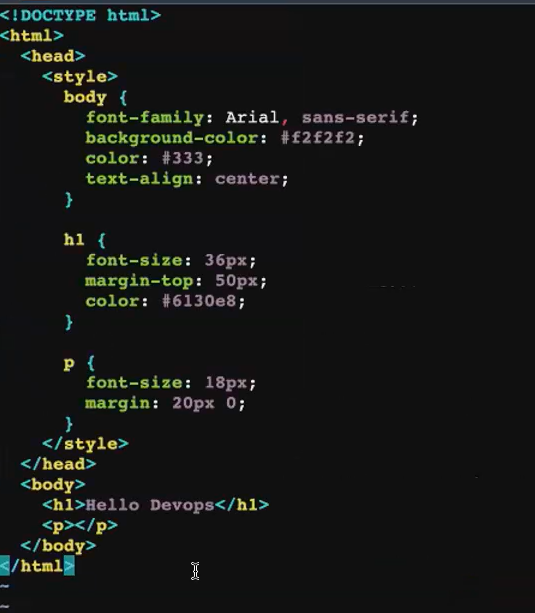 <!DOCTYPE html>
<html>
  <head>
    <style>
      body {
        font-family: Arial, sans-serif;
        background-color: #f2f2f2;
        color: #333;
        text-align: center;
      }

      h1 {
        font-size: 36px;
        margin-top: 50px;
        color: #6130e8;
      }

      p {
        font-size: 18px;
        margin: 20px 0;
      }
    </style>
  </head>
  <body>
    <h1>Hello Devops</h1>
    <p></p>
  </body>
</html>
~
~